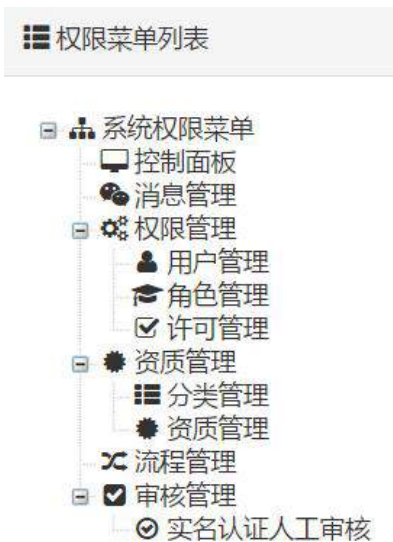 权限菜单列表
系统权限菜单
控制面板
消息管理
权限管理
用户管理
角色管理
许可管理
资质管理
分类管理
资质管理
流程管理
审核管理
实名认证人工审核